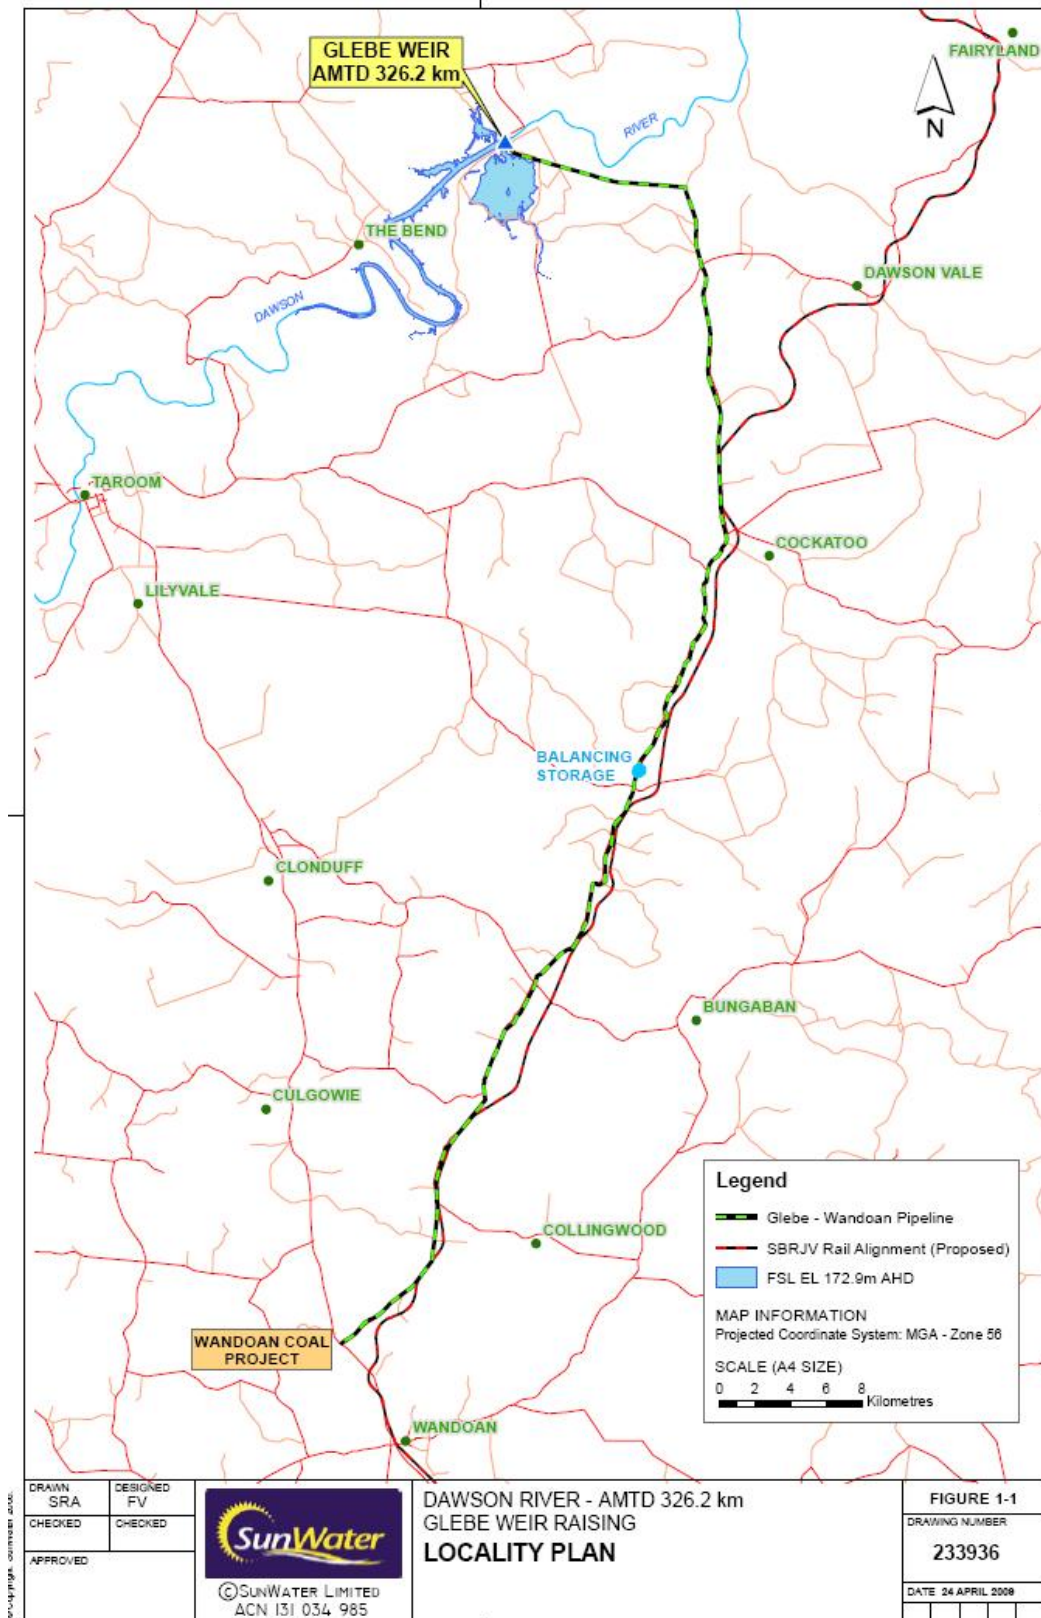 GLEBE WEIR
AMTD 326.2 km
FAIRYLAND
N
RIVER
THE BEND
DAWSON VALE
DAWSON
TAROOM
COCKATOO
LILYVALE
BALANCING
STORAGE
CLONDUFF
BUNGABAN
CULGOWIE
COLLINGWOOD
WANDOAN COAL
PROJECT
WANDOAN
Legend
Glebe - Wandoan Pipeline
SBRJV Rail Alignment (Proposed)
FSL EL 172.9m AHD
MAP INFORMATION
Projected Coordinate System: MGA - Zone 56
SCALE (A4 SIZE)
0 2 4 6 8
Kilometres
DRAWN
SRA
DESIGNED
FV
CHECKED
CHECKED
APPROVED
SunWater
©SUNWATER LIMITED
ACN 131 034 985
DAWSON RIVER - AMTD 326.2 km
GLEBE WEIR RAISING
LOCALITY PLAN
FIGURE 1-1
DRAWING NUMBER
233936
DATE 24 APRIL 2009